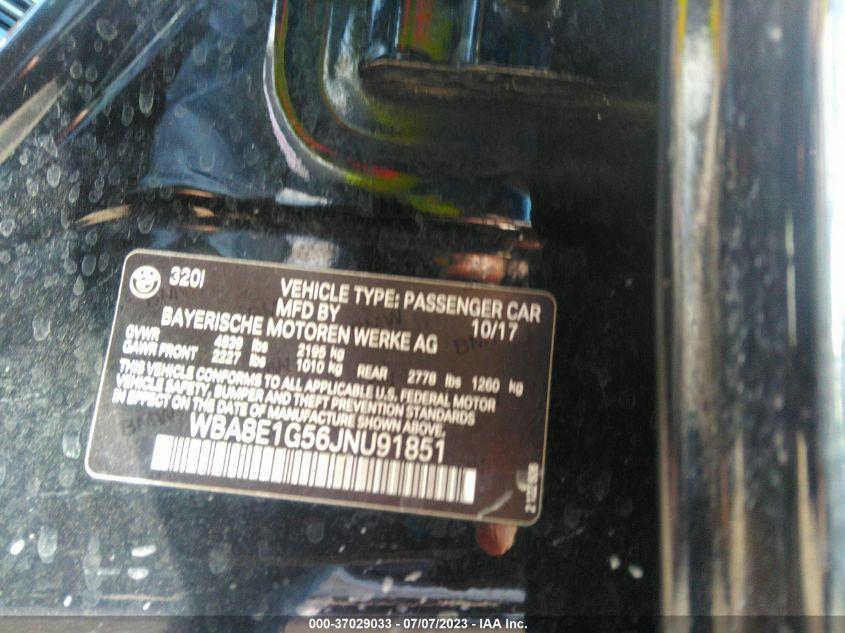 320I
VEHICLE TYPE: PASSENGER CAR
MFD BY 10/17
BAYERISCHE MOTOREN WERKE AG
GVWR 4839 lbs 2195 kg
GAWR FRONT 2227 lbs 1010 kg REAR 2778 lbs 1260 kg
THIS VEHICLE CONFORMS TO ALL APPLICABLE U.S. FEDERAL MOTOR
VEHICLE SAFETY, BUMPER AND THEFT PREVENTION STANDARDS
IN EFFECT ON THE DATE OF MANUFACTURE SHOWN ABOVE.
WBA8E1G56JNU91851
000-37029033 - 07/07/2023 - IAA Inc.